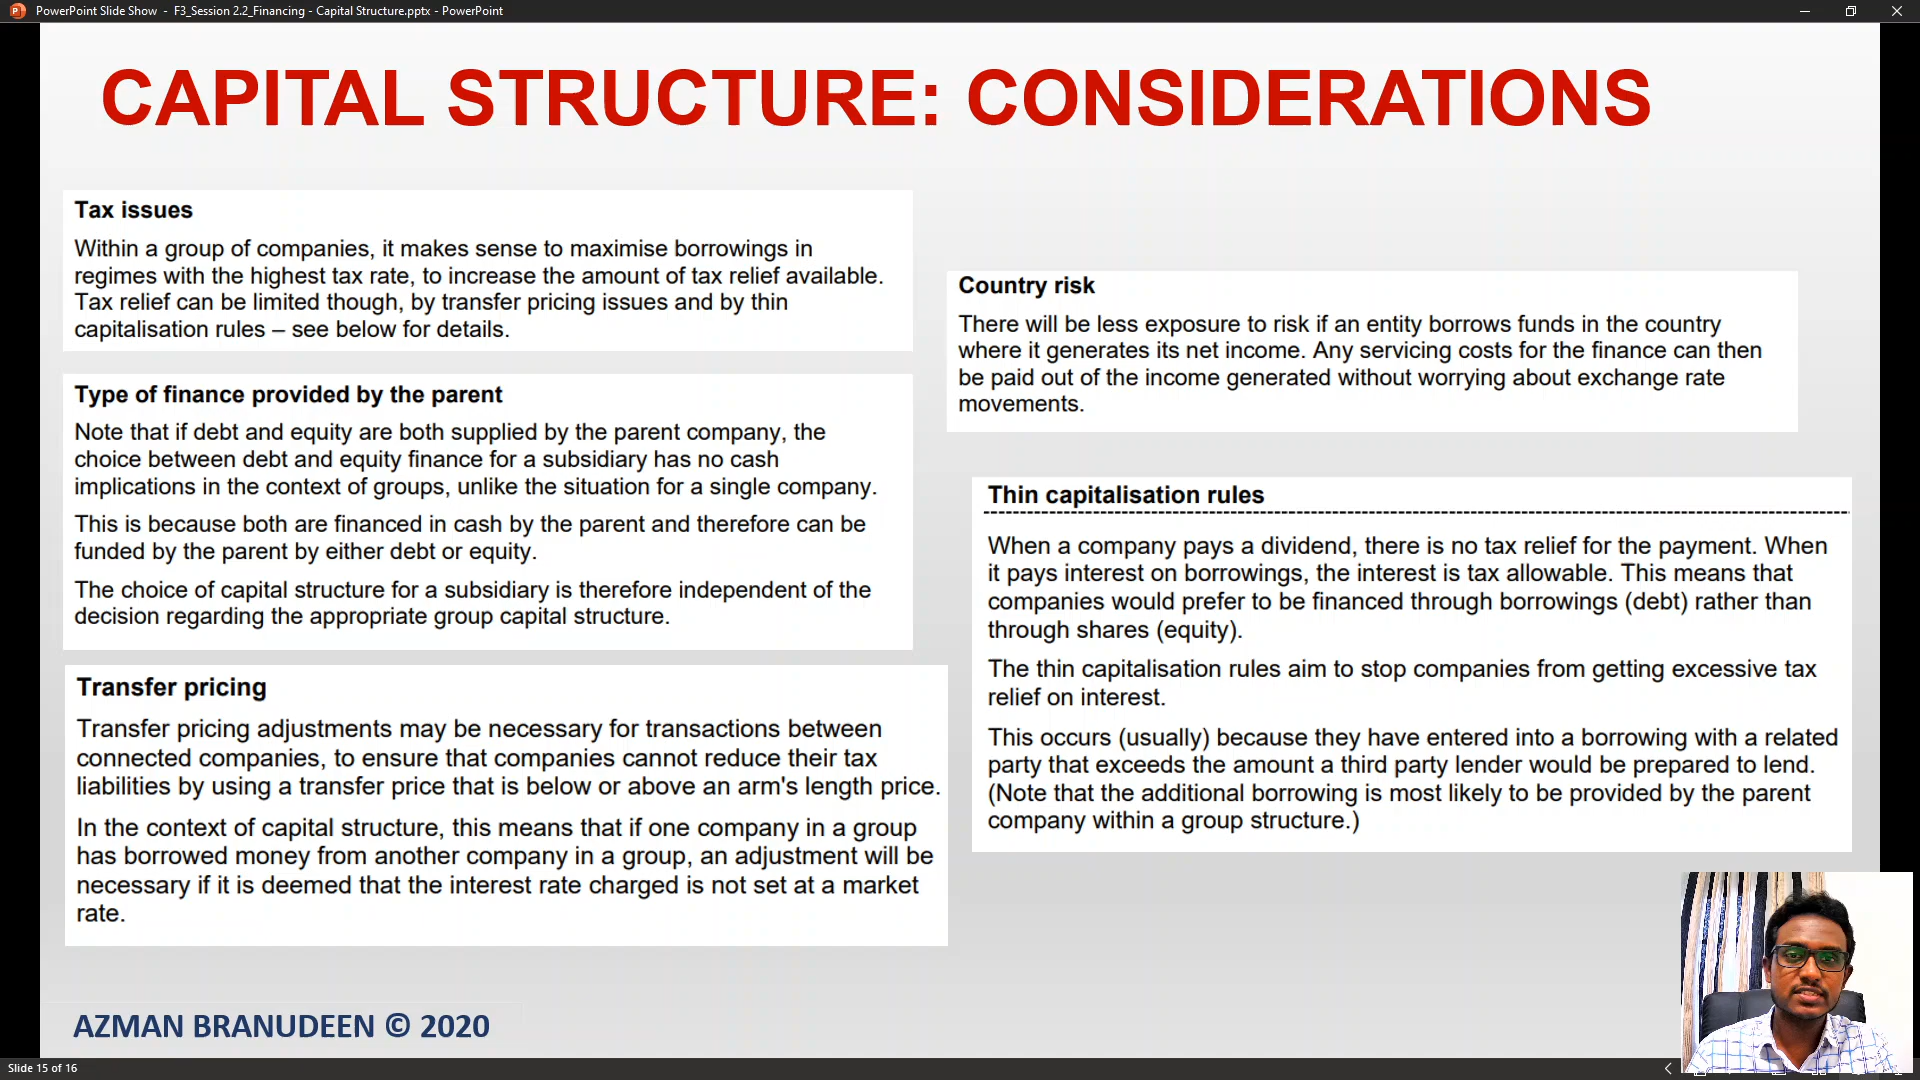 PowerPoint Slide Show - F3_Session 2.2_Financing - Capital Structure.pptx - PowerPoint
CAPITAL STRUCTURE: CONSIDERATIONS
Tax issues
Within a group of companies, it makes sense to maximise borrowings in
regimes with the highest tax rate, to increase the amount of tax relief available.
Tax relief can be limited though, by transfer pricing issues and by thin
capitalisation rules – see below for details.
Type of finance provided by the parent
Note that if debt and equity are both supplied by the parent company, the
choice between debt and equity finance for a subsidiary has no cash
implications in the context of groups, unlike the situation for a single company.
This is because both are financed in cash by the parent and therefore can be
funded by the parent by either debt or equity.
The choice of capital structure for a subsidiary is therefore independent of the
decision regarding the appropriate group capital structure.
Transfer pricing
Transfer pricing adjustments may be necessary for transactions between
connected companies, to ensure that companies cannot reduce their tax
liabilities by using a transfer price that is below or above an arm's length price.
In the context of capital structure, this means that if one company in a group
has borrowed money from another company in a group, an adjustment will be
necessary if it is deemed that the interest rate charged is not set at a market
rate.
Country risk
There will be less exposure to risk if an entity borrows funds in the country
where it generates its net income. Any servicing costs for the finance can then
be paid out of the income generated without worrying about exchange rate
movements.
Thin capitalisation rules
When a company pays a dividend, there is no tax relief for the payment. When
it pays interest on borrowings, the interest is tax allowable. This means that
companies would prefer to be financed through borrowings (debt) rather than
through shares (equity).
The thin capitalisation rules aim to stop companies from getting excessive tax
relief on interest.
This occurs (usually) because they have entered into a borrowing with a related
party that exceeds the amount a third party lender would be prepared to lend.
(Note that the additional borrowing is most likely to be provided by the parent
company within a group structure.)
AZMAN BRANUDEEN © 2020
Slide 15 of 16